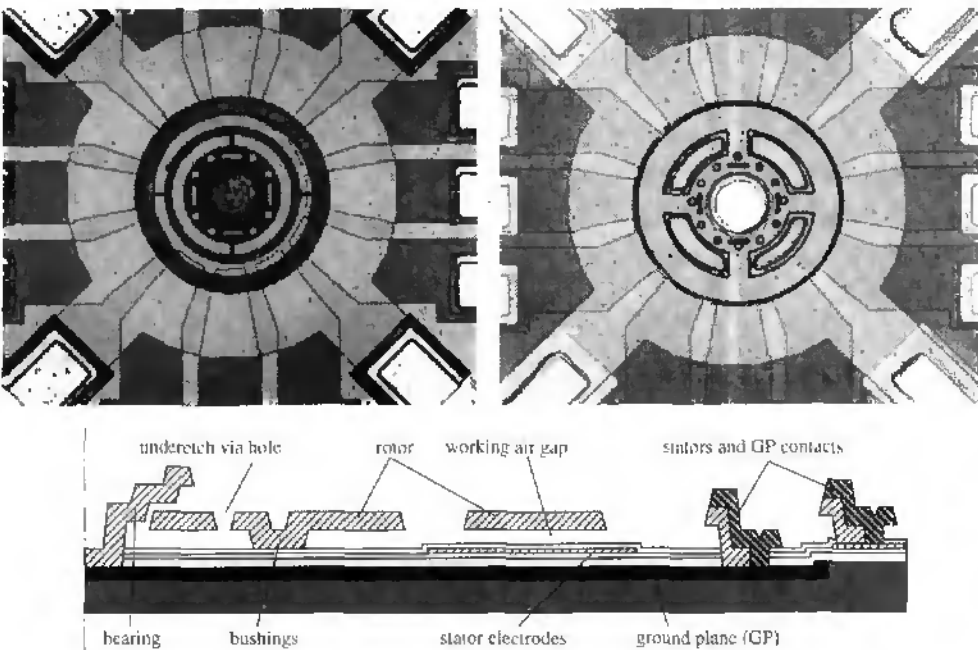 underetch via hole
rotor
working air gap
stators and GP contacts
bearing
bushings
stator electrodes
ground plane (GP)